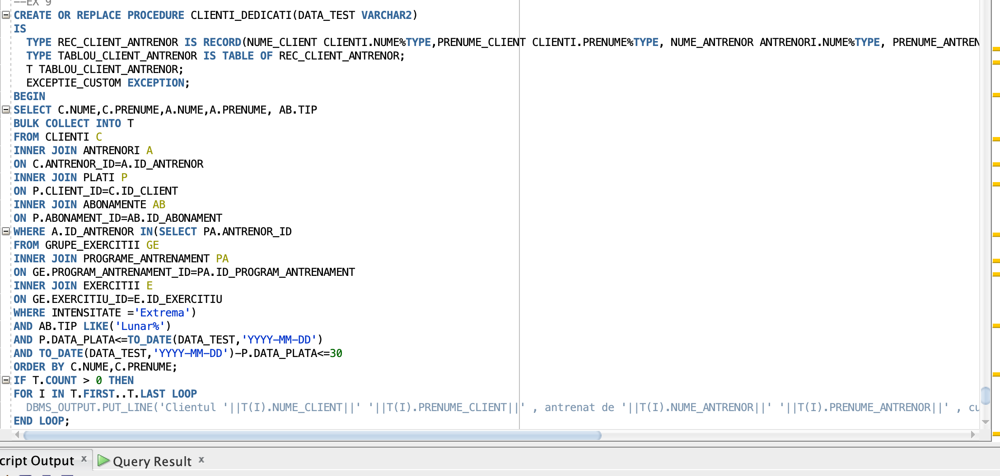 --EX 9
CREATE OR REPLACE PROCEDURE CLIENTI_DEDICATI(DATA_TEST VARCHAR2)
IS
TYPE REC_CLIENT_ANTRENOR IS RECORD(NUME_CLIENT CLIENTI.NUME%TYPE,PRENUME_CLIENT CLIENTI.PRENUME%TYPE, NUME_ANTRENOR ANTRENORI.NUME%TYPE, PRENUME_ANTREN
TYPE TABLOU_CLIENT_ANTRENOR IS TABLE OF REC_CLIENT_ANTRENOR;
T TABLOU_CLIENT_ANTRENOR;
EXCEPTIE_CUSTOM EXCEPTION;
BEGIN
SELECT C.NUME,C.PRENUME,A.NUME,A.PRENUME, AB.TIP
BULK COLLECT INTO T
FROM CLIENTI C
INNER JOIN ANTRENORI A
ON C.ANTRENOR_ID=A.ID_ANTRENOR
INNER JOIN PLATI P
ON P.CLIENT_ID=C.ID_CLIENT
INNER JOIN ABONAMENTE AB
ON P.ABONAMENT_ID=AB.ID_ABONAMENT
WHERE A.ID_ANTRENOR IN(SELECT PA.ANTRENOR_ID
FROM GRUPE_EXERCITII GE
INNER JOIN PROGRAME_ANTRENAMENT PA
ON GE.PROGRAM_ANTRENAMENT_ID=PA.ID_PROGRAM_ANTRENAMENT
INNER JOIN EXERCITII E
ON GE.EXERCITIU_ID=E.ID_EXERCITIU
WHERE INTENSITATE ='Extrema')
AND AB.TIP LIKE('Lunar%')
AND P.DATA_PLATA<=TO_DATE(DATA_TEST,'YYYY-MM-DD')
AND TO_DATE(DATA_TEST,'YYYY-MM-DD')-P.DATA_PLATA<=30
ORDER BY C.NUME,C.PRENUME;
IF T.COUNT > 0 THEN
FOR I IN T.FIRST..T.LAST LOOP
DBMS_OUTPUT.PUT_LINE('Clientul '||T(I).NUME_CLIENT||' '||T(I).PRENUME_CLIENT||' , antrenat de '||T(I).NUME_ANTRENOR||' '||T(I).PRENUME_ANTRENOR||' , cu
END LOOP;
cript Output x Query Result x